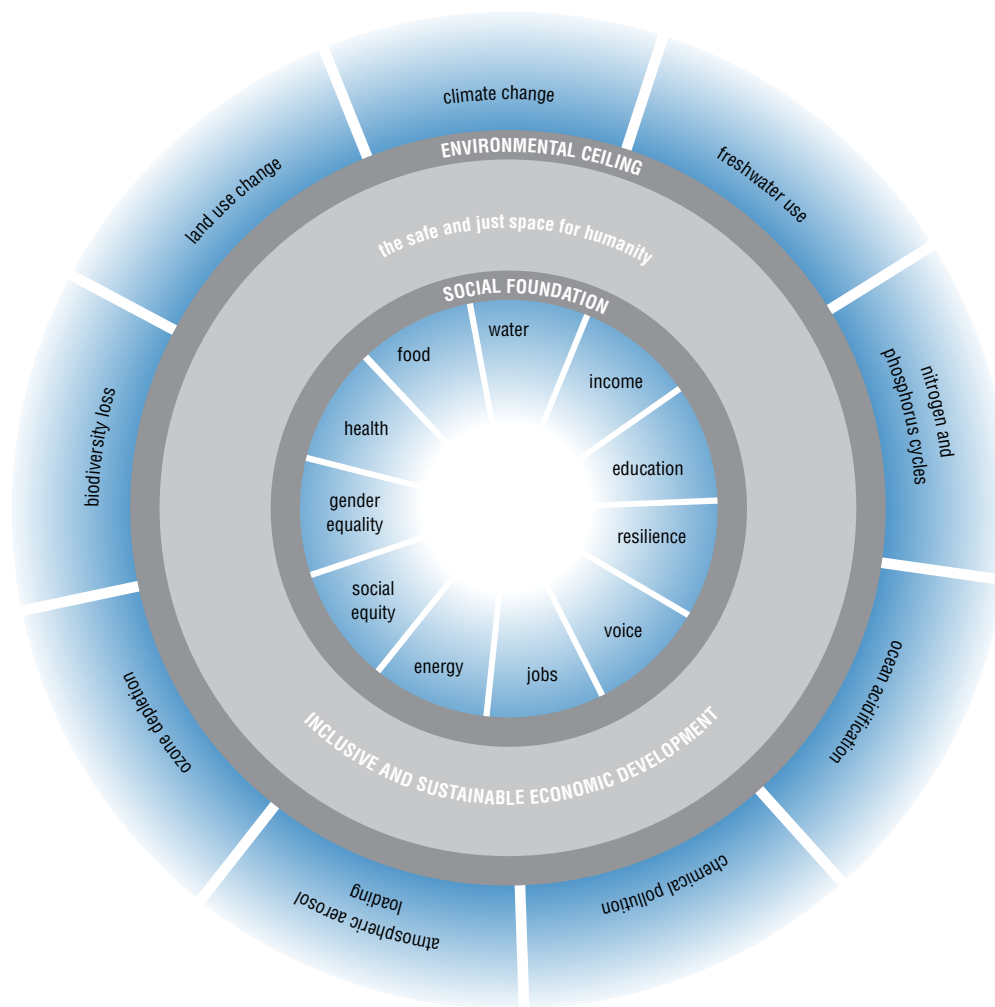 climate change
freshwater use
nitrogen and
phosphorus cycles
ocean acidification
chemical pollution
atmospheric aerosol
loading
ozone depletion
biodiversity loss
land use change
ENVIRONMENTAL CEILING
the safe and just space for humanity
SOCIAL FOUNDATION
water
income
education
resilience
voice
jobs
energy
social
equity
gender
equality
health
food
INCLUSIVE AND SUSTAINABLE ECONOMIC DEVELOPMENT